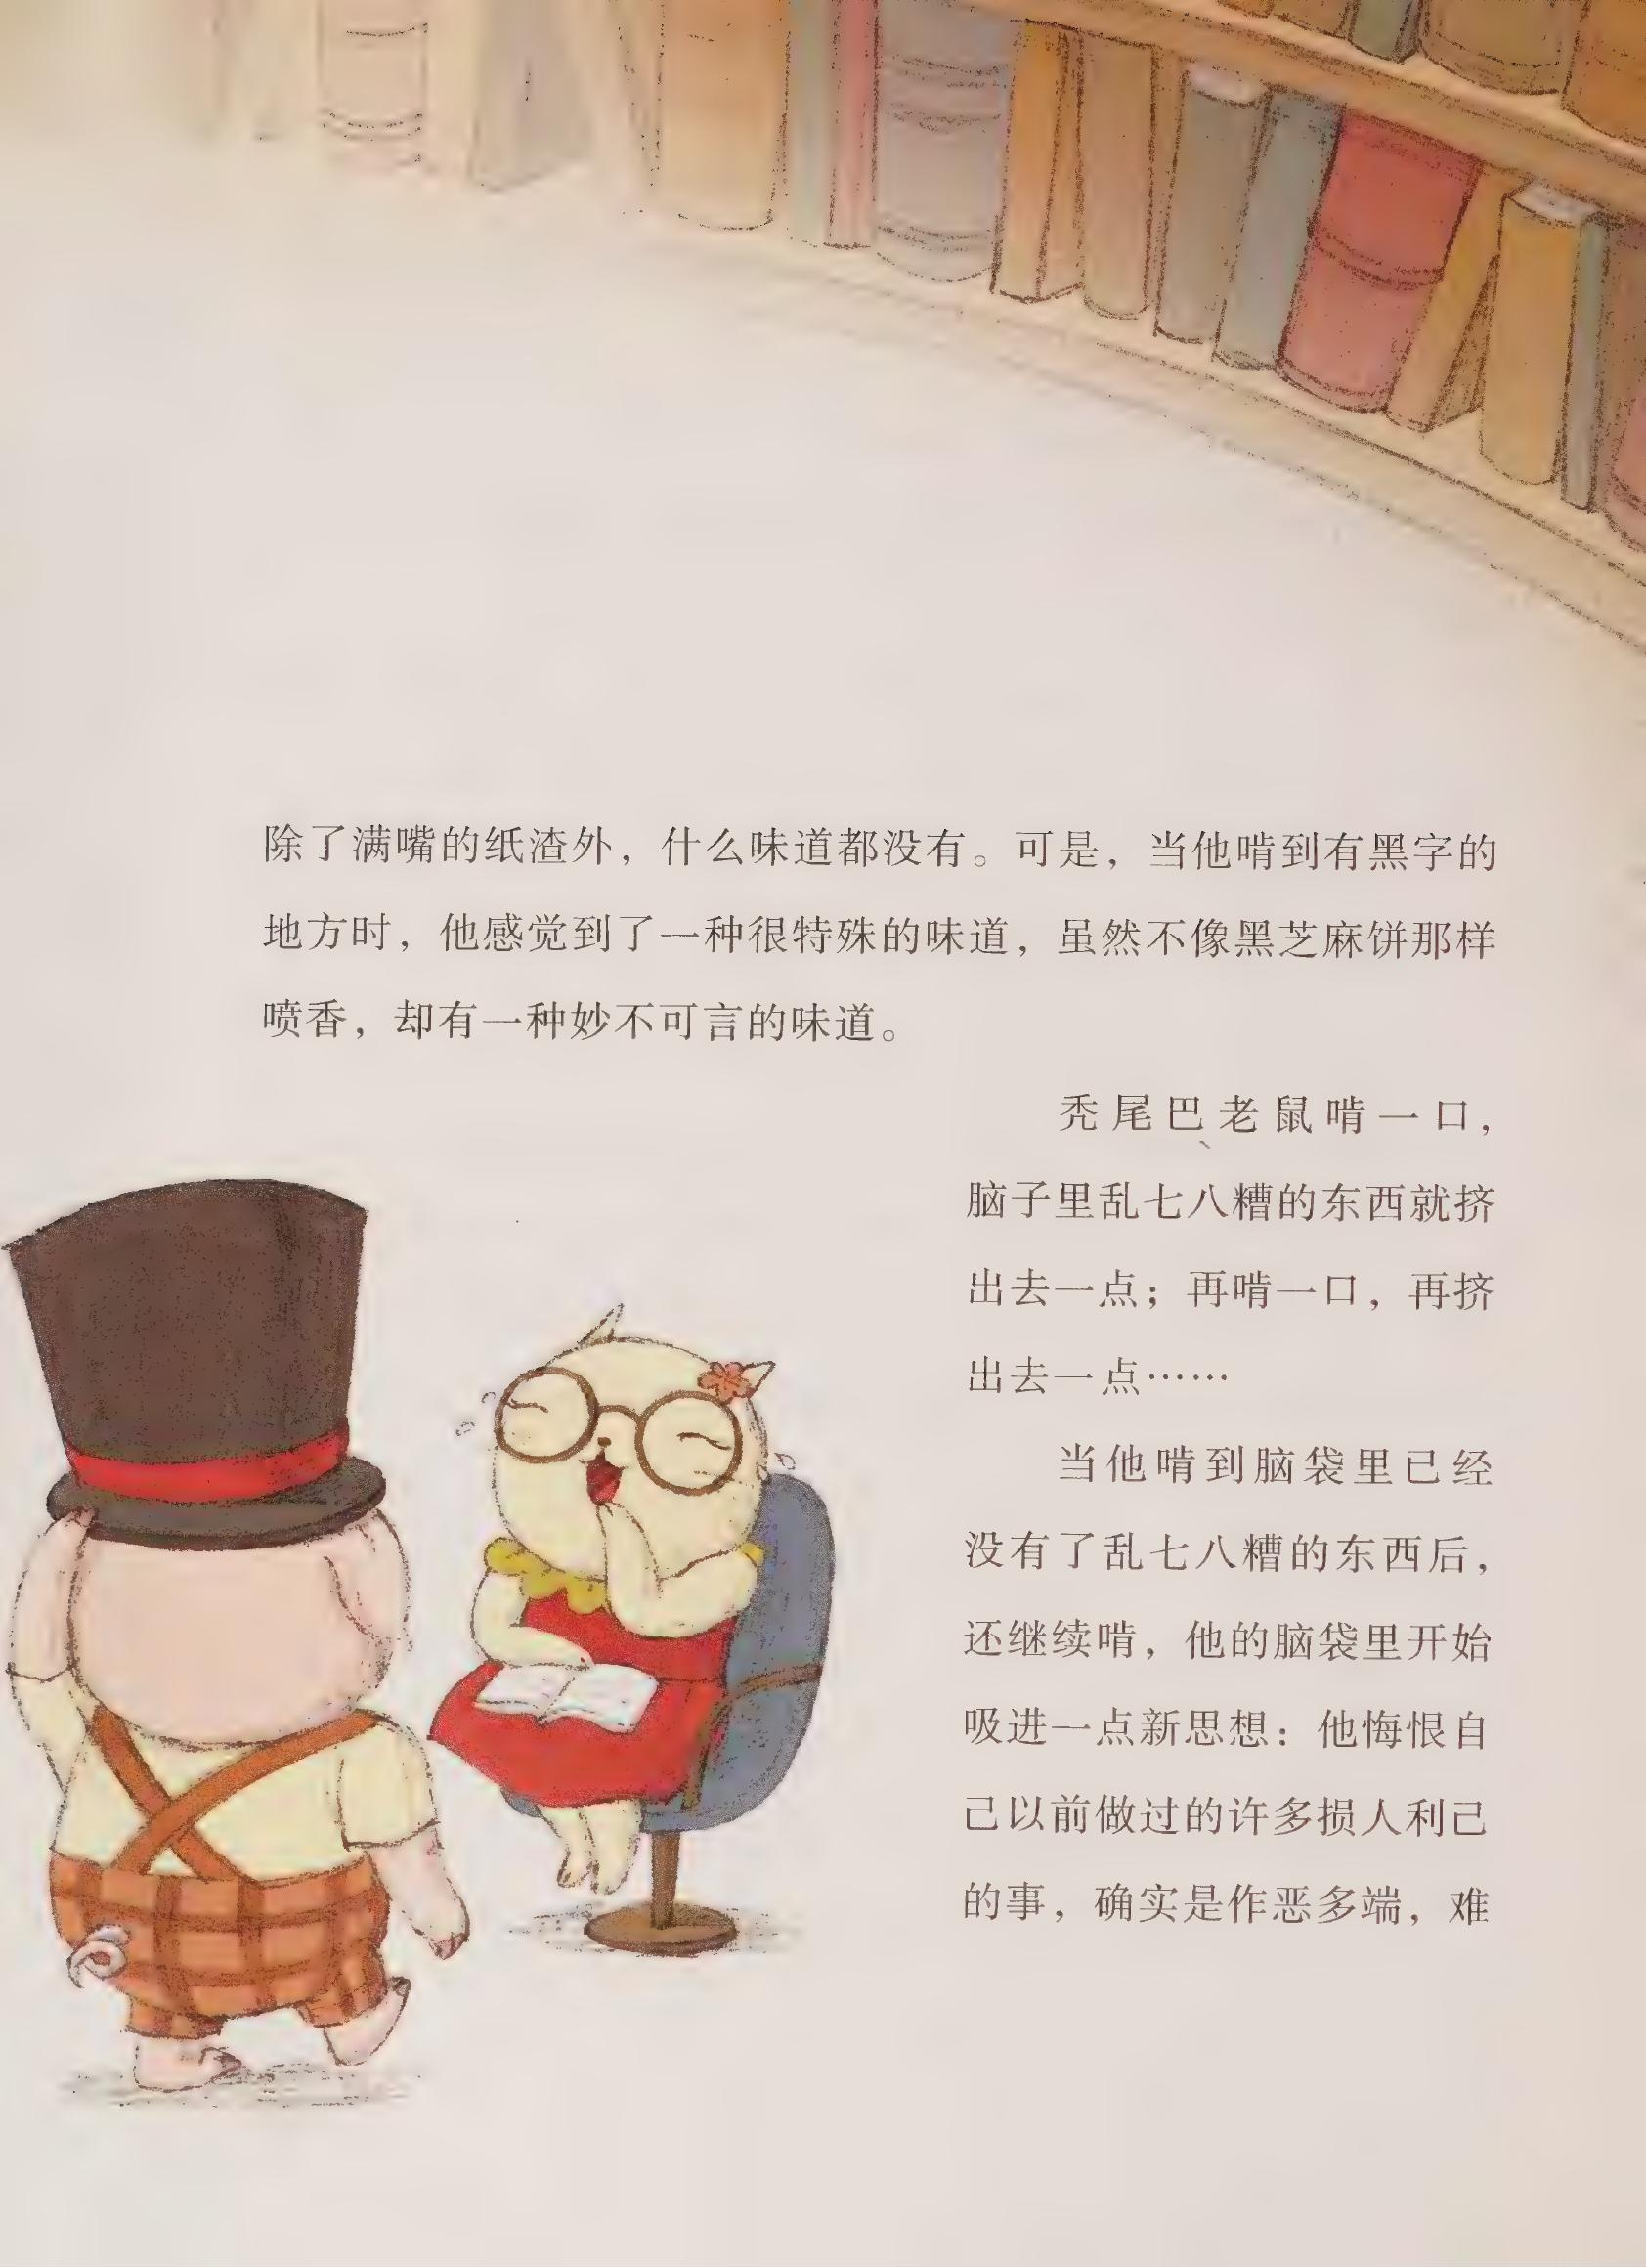 除了满嘴的纸渣外，什么味道都没有。可是，当他啃到有黑字的
地方时，他感觉到了一种很特殊的味道，虽然不像黑芝麻饼那样
喷香，却有一种妙不可言的味道。
秃尾巴老鼠啃一口，
脑子里乱七八糟的东西就挤
出去一点；再啃一口，再挤
出去一点……
当他啃到脑袋里已经
没有了乱七八糟的东西后，
还继续啃，他的脑袋里开始
吸进一点新思想：他悔恨自
己以前做过的许多损人利己
的事，确实是作恶多端，难